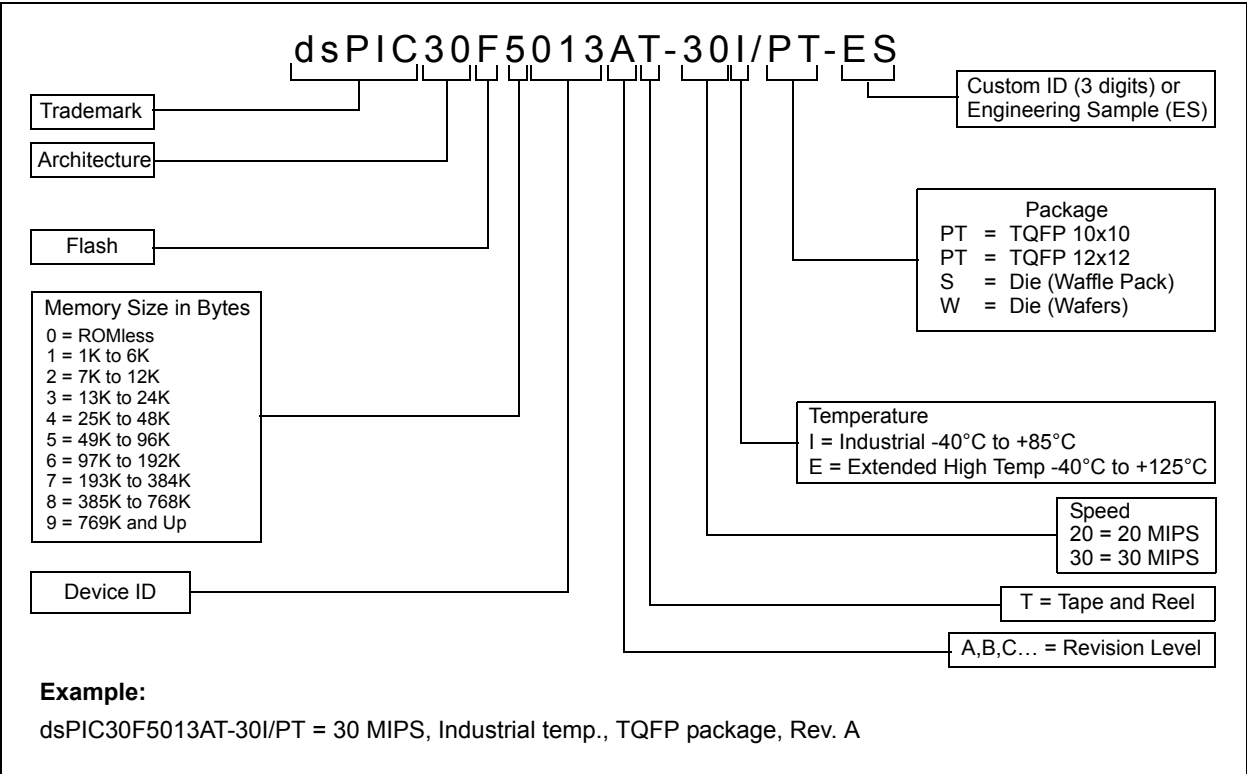 dsPIC30F5013AT-30I/PT-ES
Trademark
Architecture
Flash
Memory Size in Bytes
0 = ROMless
1 = 1K to 6K
2 = 7K to 12K
3 = 13K to 24K
4 = 25K to 48K
5 = 49K to 96K
6 = 97K to 192K
7 = 193K to 384K
8 = 385K to 768K
9 = 769K and Up
Device ID
Custom ID (3 digits) or
Engineering Sample (ES)
Package
PT = TQFP 10x10
PT = TQFP 12x12
S = Die (Waffle Pack)
W = Die (Wafers)
Temperature
I = Industrial -40°C to +85°C
E = Extended High Temp -40°C to +125°C
Speed
20 = 20 MIPS
30 = 30 MIPS
T = Tape and Reel
A,B,C… = Revision Level
Example:
dsPIC30F5013AT-30I/PT = 30 MIPS, Industrial temp., TQFP package, Rev. A